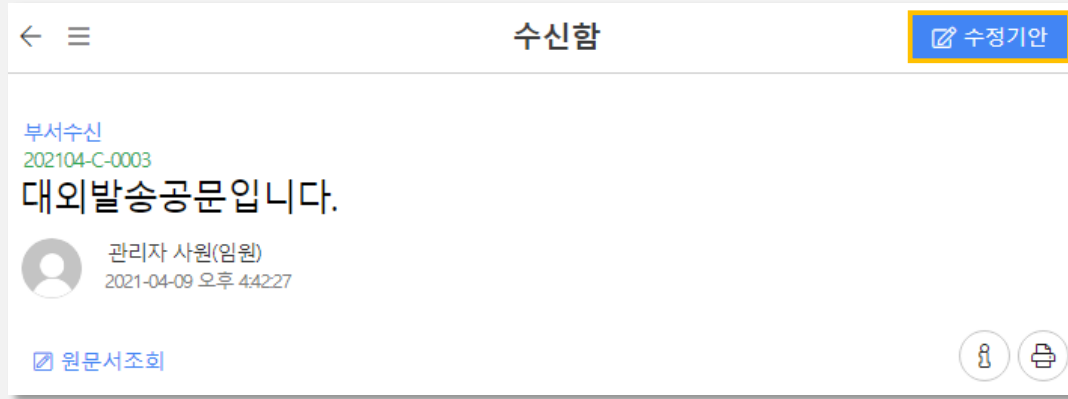 수신함
수정기안
부서수신
202104-C-0003
대외발송공문입니다.
관리자 사원(임원)
2021-04-09 오후 4:42:27
원문서조회